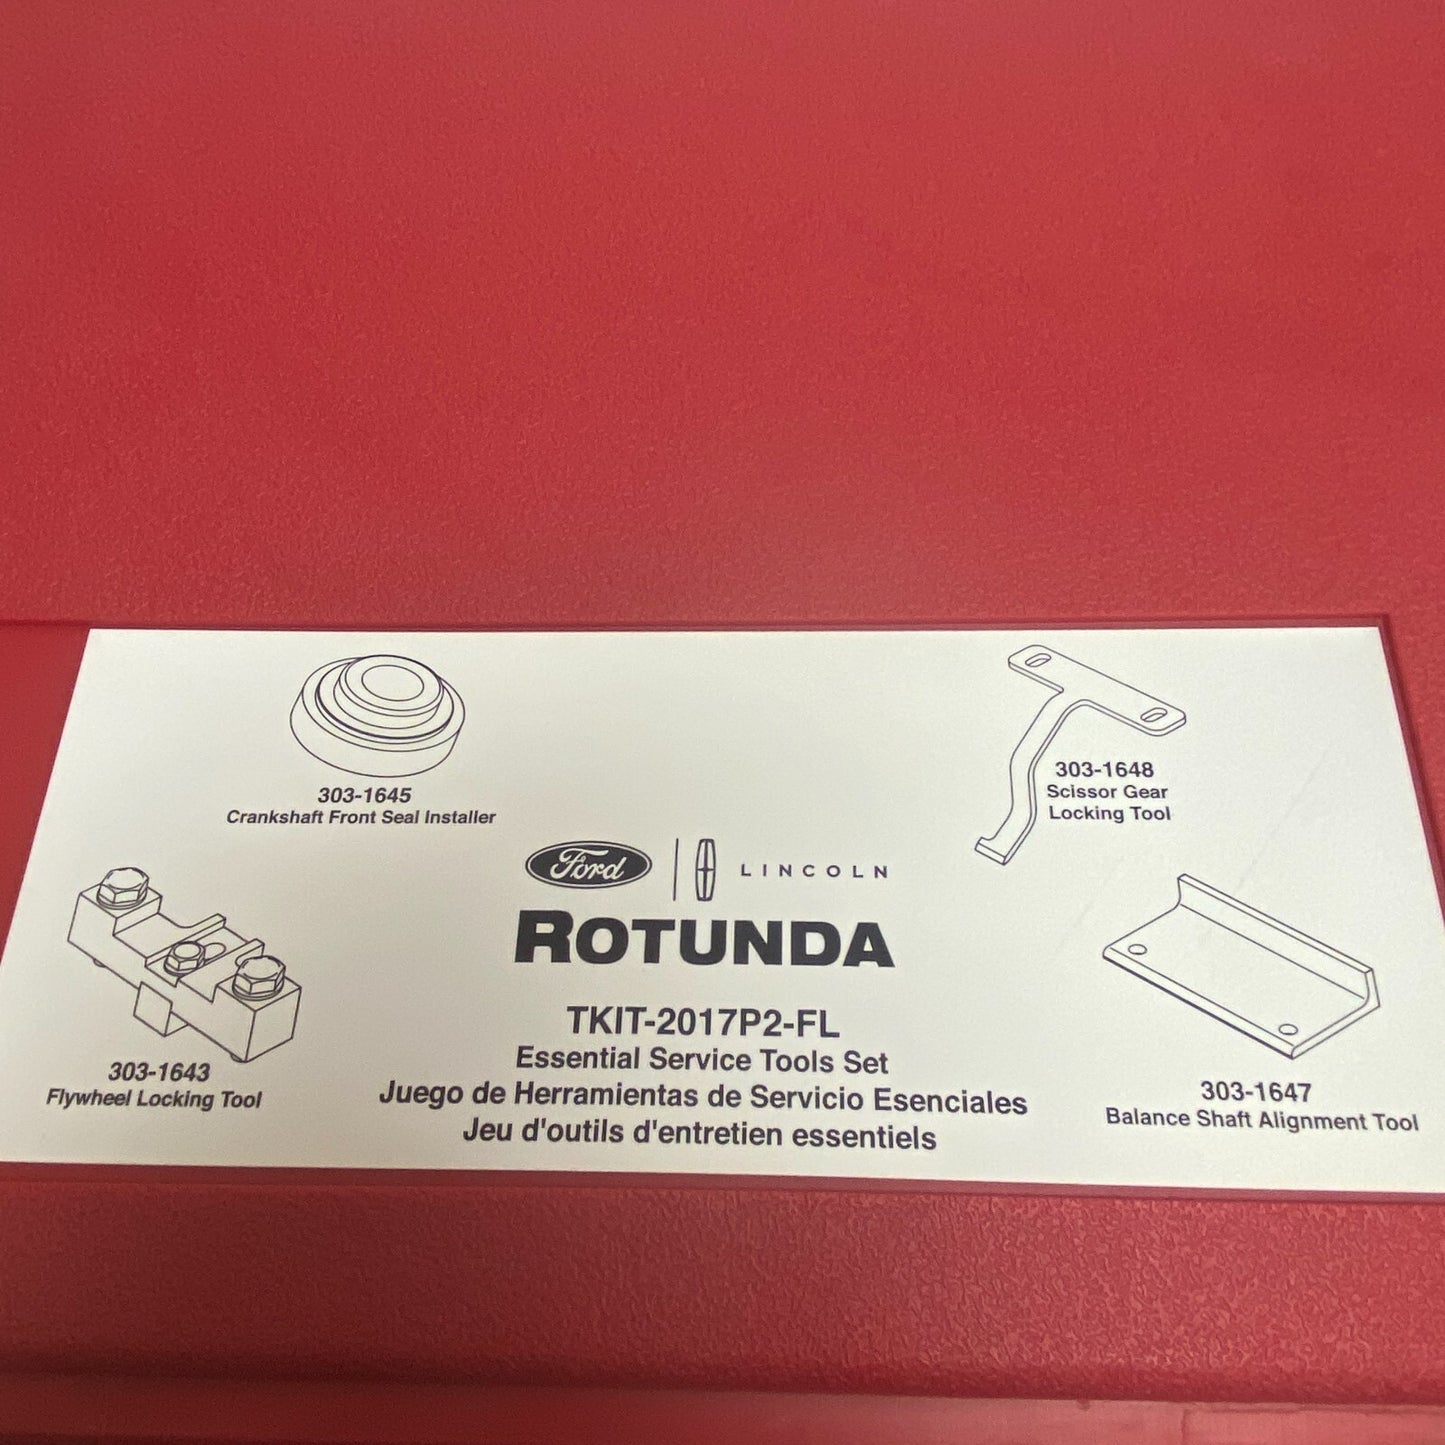 303-1645
Crankshaft Front Seal Installer
303-1648
Scissor Gear
Locking Tool
Ford LINCOLN
ROTUNDA
TKIT-2017P2-FL
Essential Service Tools Set
Juego de Herramientas de Servicio Esenciales
Jeu d'outils d'entretien essentiels
303-1643
Flywheel Locking Tool
303-1647
Balance Shaft Alignment Tool